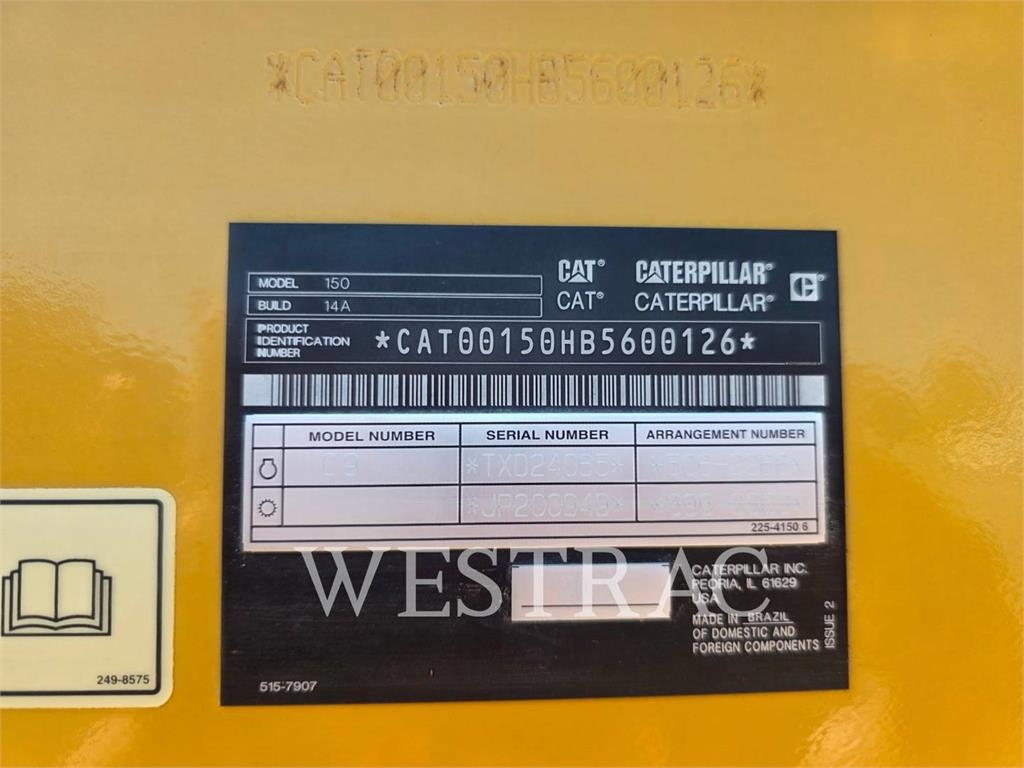 *CAT00150HB5600126*
CAT® CATERPILLAR®
MODEL 150
BUILD 14A
CAT® CATERPILLAR®
PRODUCT IDENTIFICATION NUMBER *CAT00150HB5600126*
MODEL NUMBER SERIAL NUMBER ARRANGEMENT NUMBER
225-4150 6
WESTRAC
CATERPILLAR INC.
PEORIA, IL 61629
USA
MADE IN BRAZIL
OF DOMESTIC AND
FOREIGN COMPONENTS
ISSUE 2
515-7907
249-8575